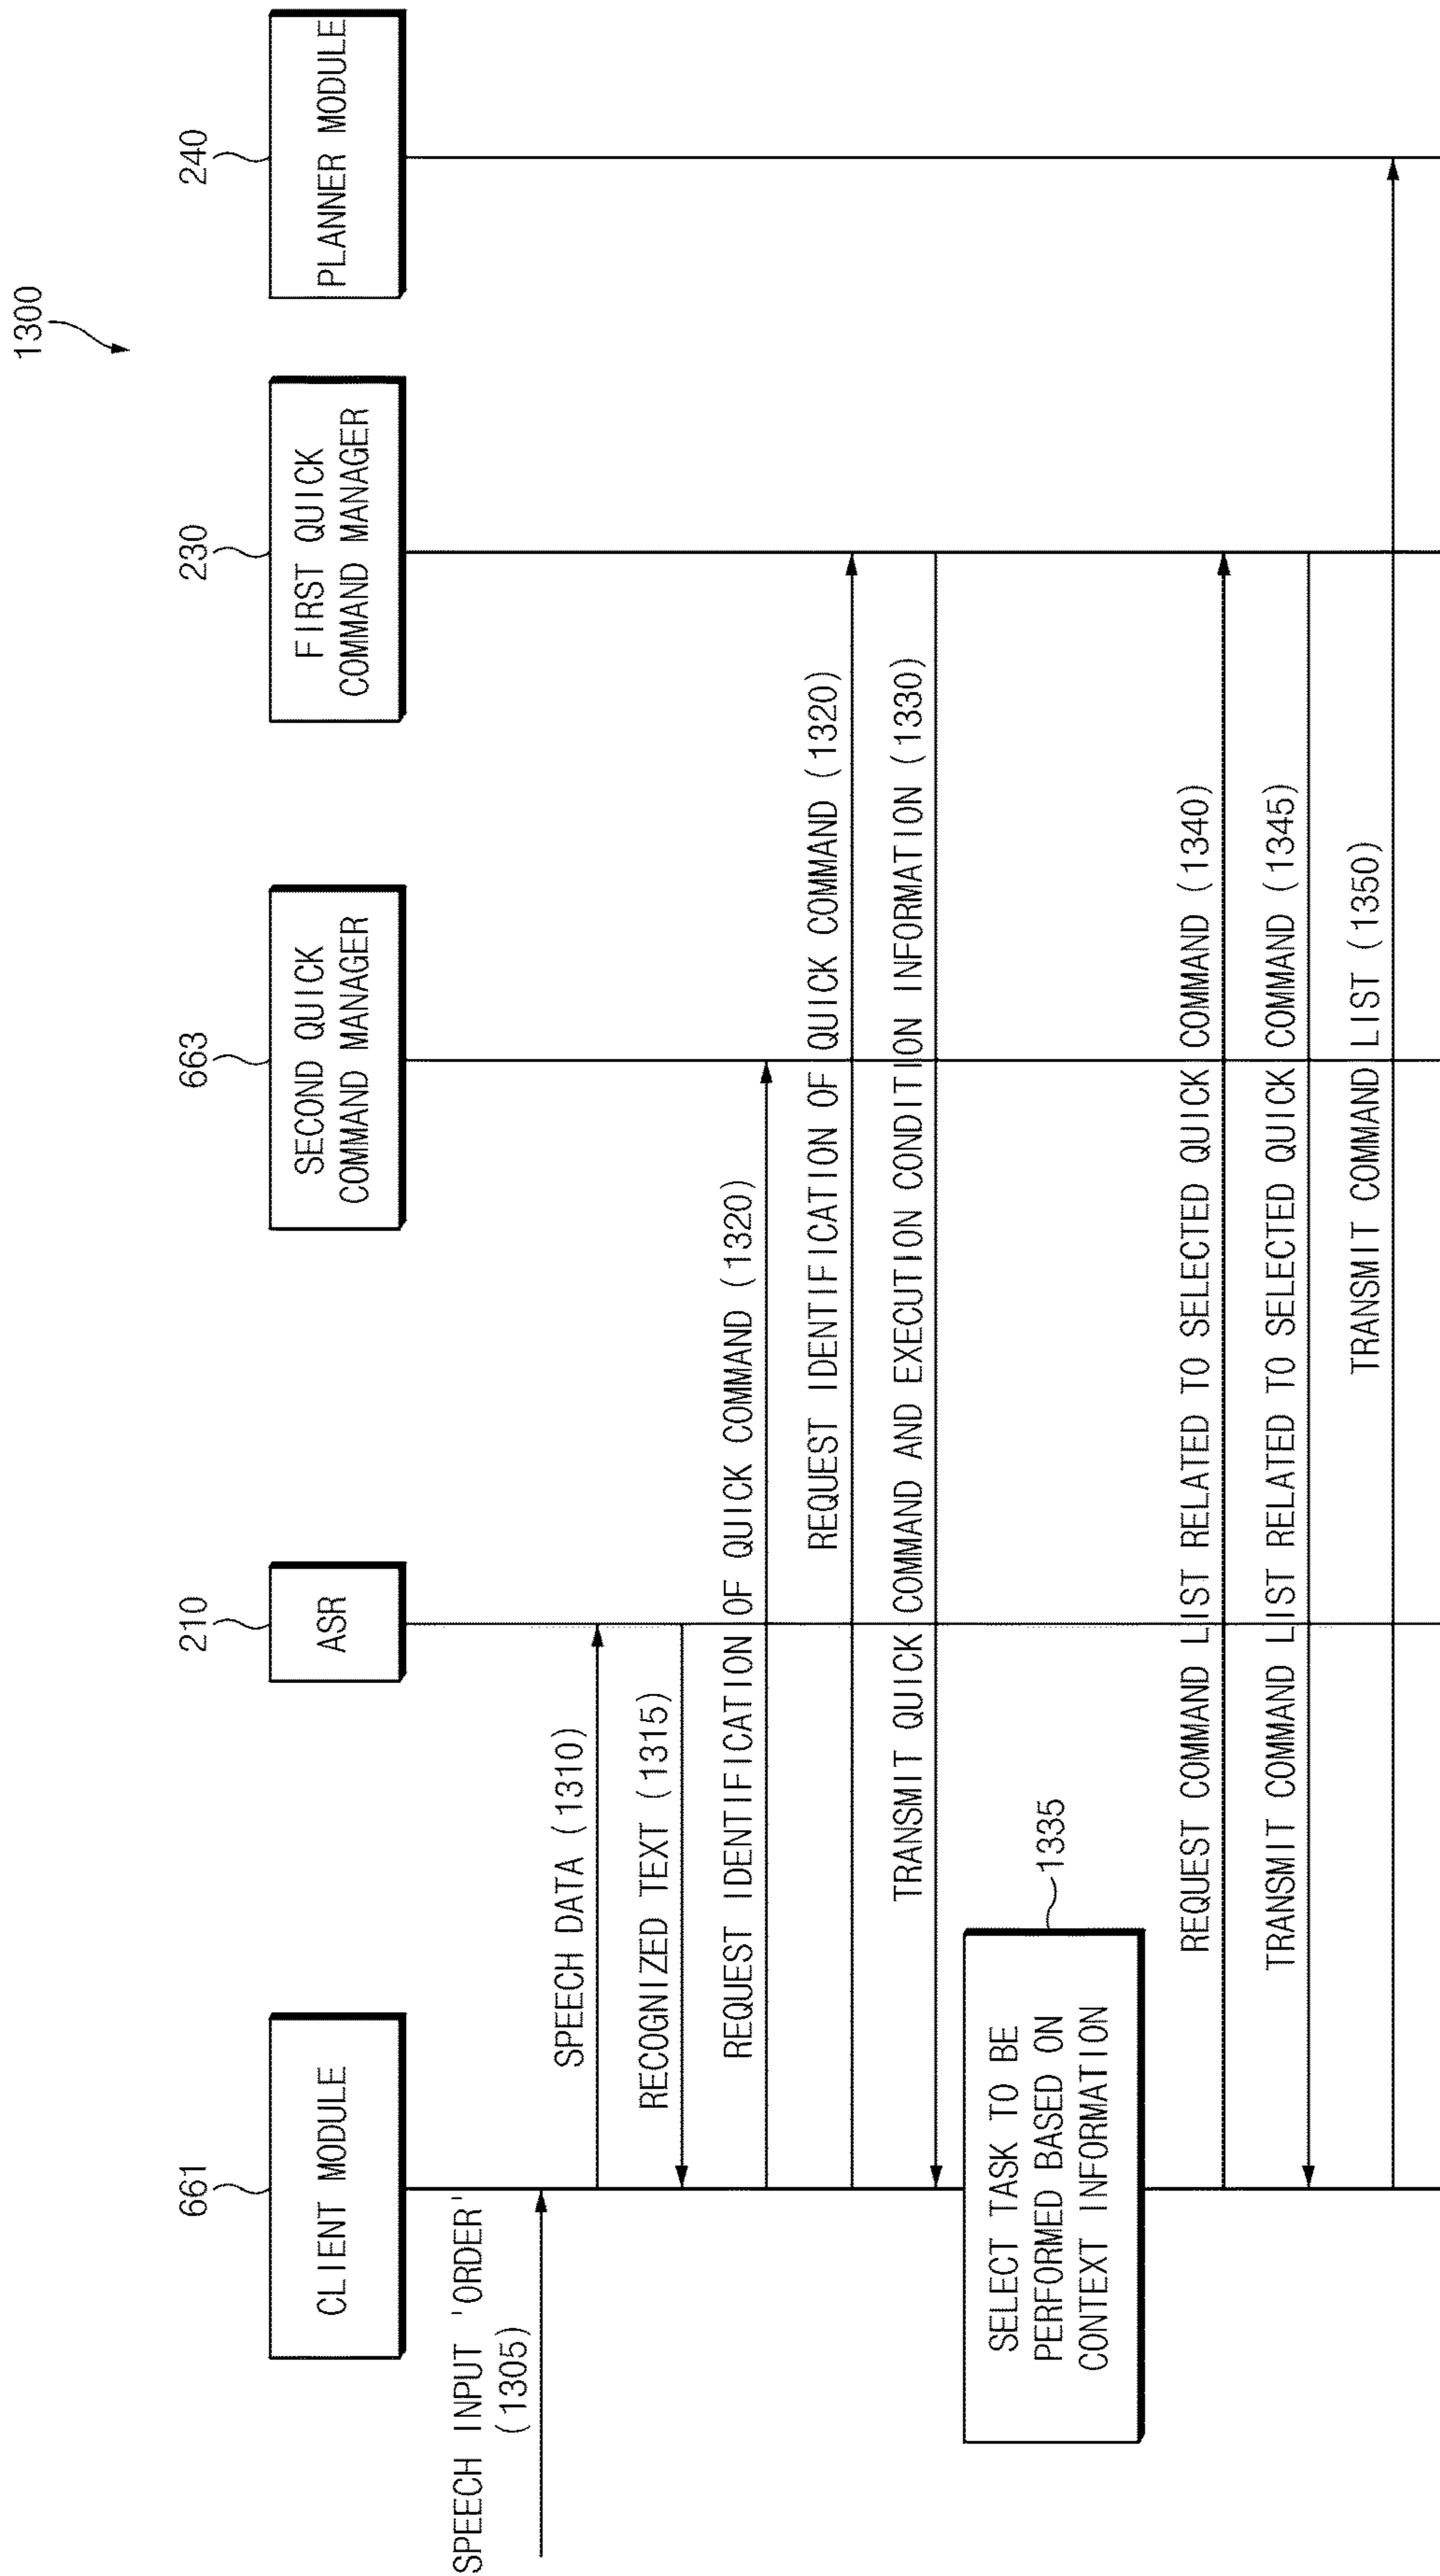 1300
661
210
663
230
240
CLIENT MODULE
ASR
SECOND QUICK
COMMAND MANAGER
FIRST QUICK
COMMAND MANAGER
PLANNER MODULE
SPEECH INPUT 'ORDER'
(1305)
SPEECH DATA (1310)
RECOGNIZED TEXT (1315)
REQUEST IDENTIFICATION OF QUICK COMMAND (1320)
REQUEST IDENTIFICATION OF QUICK COMMAND (1320)
TRANSMIT QUICK COMMAND AND EXECUTION CONDITION INFORMATION (1330)
SELECT TASK TO BE
PERFORMED BASED ON
CONTEXT INFORMATION
1335
REQUEST COMMAND LIST RELATED TO SELECTED QUICK COMMAND (1340)
TRANSMIT COMMAND LIST RELATED TO SELECTED QUICK COMMAND (1345)
TRANSMIT COMMAND LIST (1350)